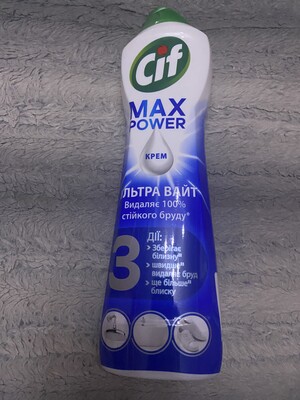 Cif
MAX
POWER
КРЕМ
ЛЬТРА ВАЙТ
Видаляє 100%
стійкого бруду*
3
ДІЇ:
> Зберігає
білизну"
> швидше"
видаляє бруд
> ще більше"
блиску